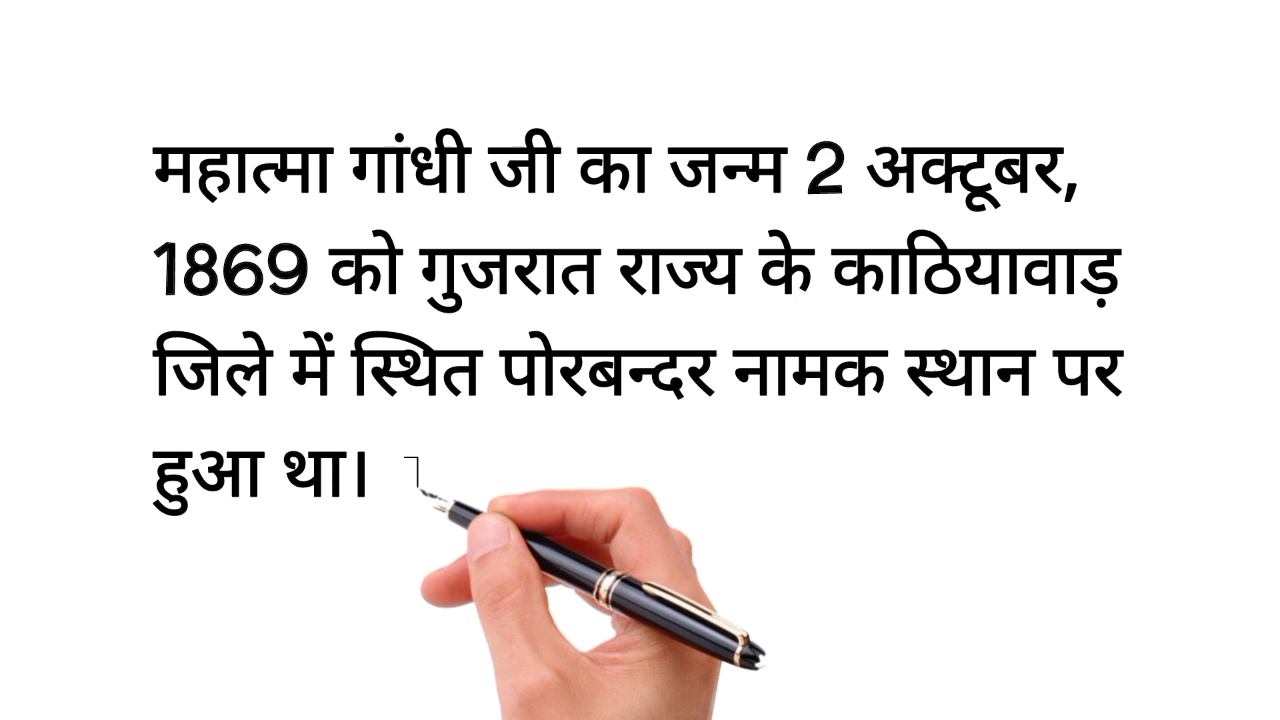 महात्मा गांधी जी का जन्म 2 अक्टूबर,
1869 को गुजरात राज्य के काठियावाड़
जिले में स्थित पोरबन्दर नामक स्थान पर
हुआ था।